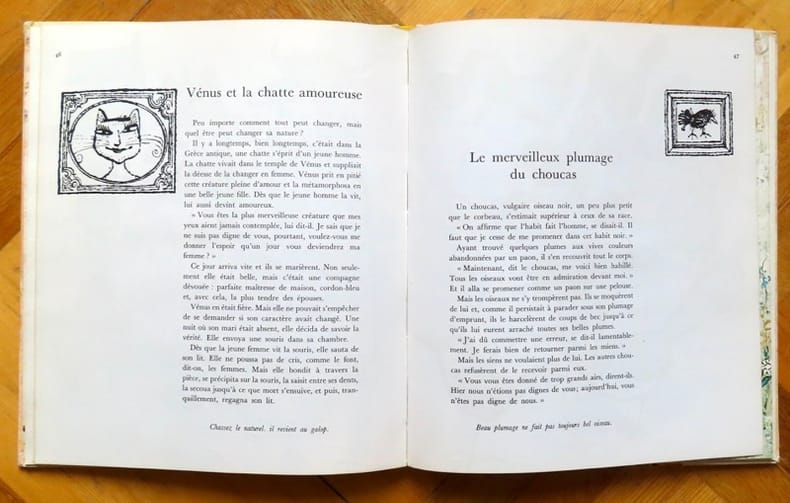 46
Vénus et la chatte amoureuse
Peu importe comment tout peut changer, mais
quel être peut changer sa nature ?
Il y a longtemps, bien longtemps, c'était dans la
Grèce antique, une chatte s'éprit d'un jeune homme.
La chatte vivait dans le temple de Vénus et suppliait
la déesse de la changer en femme. Vénus prit en pitié
cette créature pleine d'amour et la métamorphosa en
une belle jeune fille. Dès que le jeune homme la vit,
lui aussi devint amoureux.
« Vous êtes la plus merveilleuse créature que mes
yeux aient jamais contemplée, lui dit-il. Je sais que je
ne suis pas digne de vous, pourtant, voulez-vous me
donner l'espoir qu'un jour vous deviendrez ma
femme ? »
Ce jour arriva vite et ils se marièrent. Non seule-
ment elle était belle, mais c'était une compagne
dévouée : parfaite maîtresse de maison, cordon-bleu
et, avec cela, la plus tendre des épouses.
Vénus en était fière. Mais elle ne pouvait s'empêcher
de se demander si son caractère avait changé. Une
nuit où son mari était absent, elle décida de savoir la
vérité. Elle envoya une souris dans sa chambre.
Dès que la jeune femme vit la souris, elle sauta de
son lit. Elle ne poussa pas de cris, comme le font,
dit-on, les femmes. Mais elle bondit à travers la
pièce, se précipita sur la souris, la saisit entre ses dents,
la secoua jusqu'à ce que mort s'ensuive, et puis, tran-
quillement, regagna son lit.
Chassez le naturel, il revient au galop.
47
Le merveilleux plumage
du choucas
Un choucas, vulgaire oiseau noir, un peu plus petit
que le corbeau, s'estimait supérieur à ceux de sa race.
« On affirme que l'habit fait l'homme, se disait-il. Il
faut que je cesse de me promener dans cet habit noir. »
Ayant trouvé quelques plumes aux vives couleurs
abandonnées par un paon, il s'en recouvrit tout le corps.
« Maintenant, dit le choucas, me voici bien habillé.
Tous les oiseaux vont être en admiration devant moi. »
Et il alla se promener comme un paon sur une pelouse.
Mais les oiseaux ne s'y trompèrent pas. Ils se moquèrent
de lui et, comme il persistait à parader sous son plumage
d'emprunt, ils le harcelèrent de coups de bec jusqu'à ce
qu'ils lui eurent arraché toutes ses belles plumes.
« J'ai dû commettre une erreur, se dit-il lamentable-
ment. Je ferais bien de retourner parmi les miens. »
Mais les siens ne voulaient plus de lui. Les autres chou-
cas refusèrent de le recevoir parmi eux.
« Vous vous êtes donné de trop grands airs, dirent-ils.
Hier nous n'étions pas dignes de vous ; aujourd'hui, vous
n'êtes pas digne de nous. »
Beau plumage ne fait pas toujours bel oiseau.